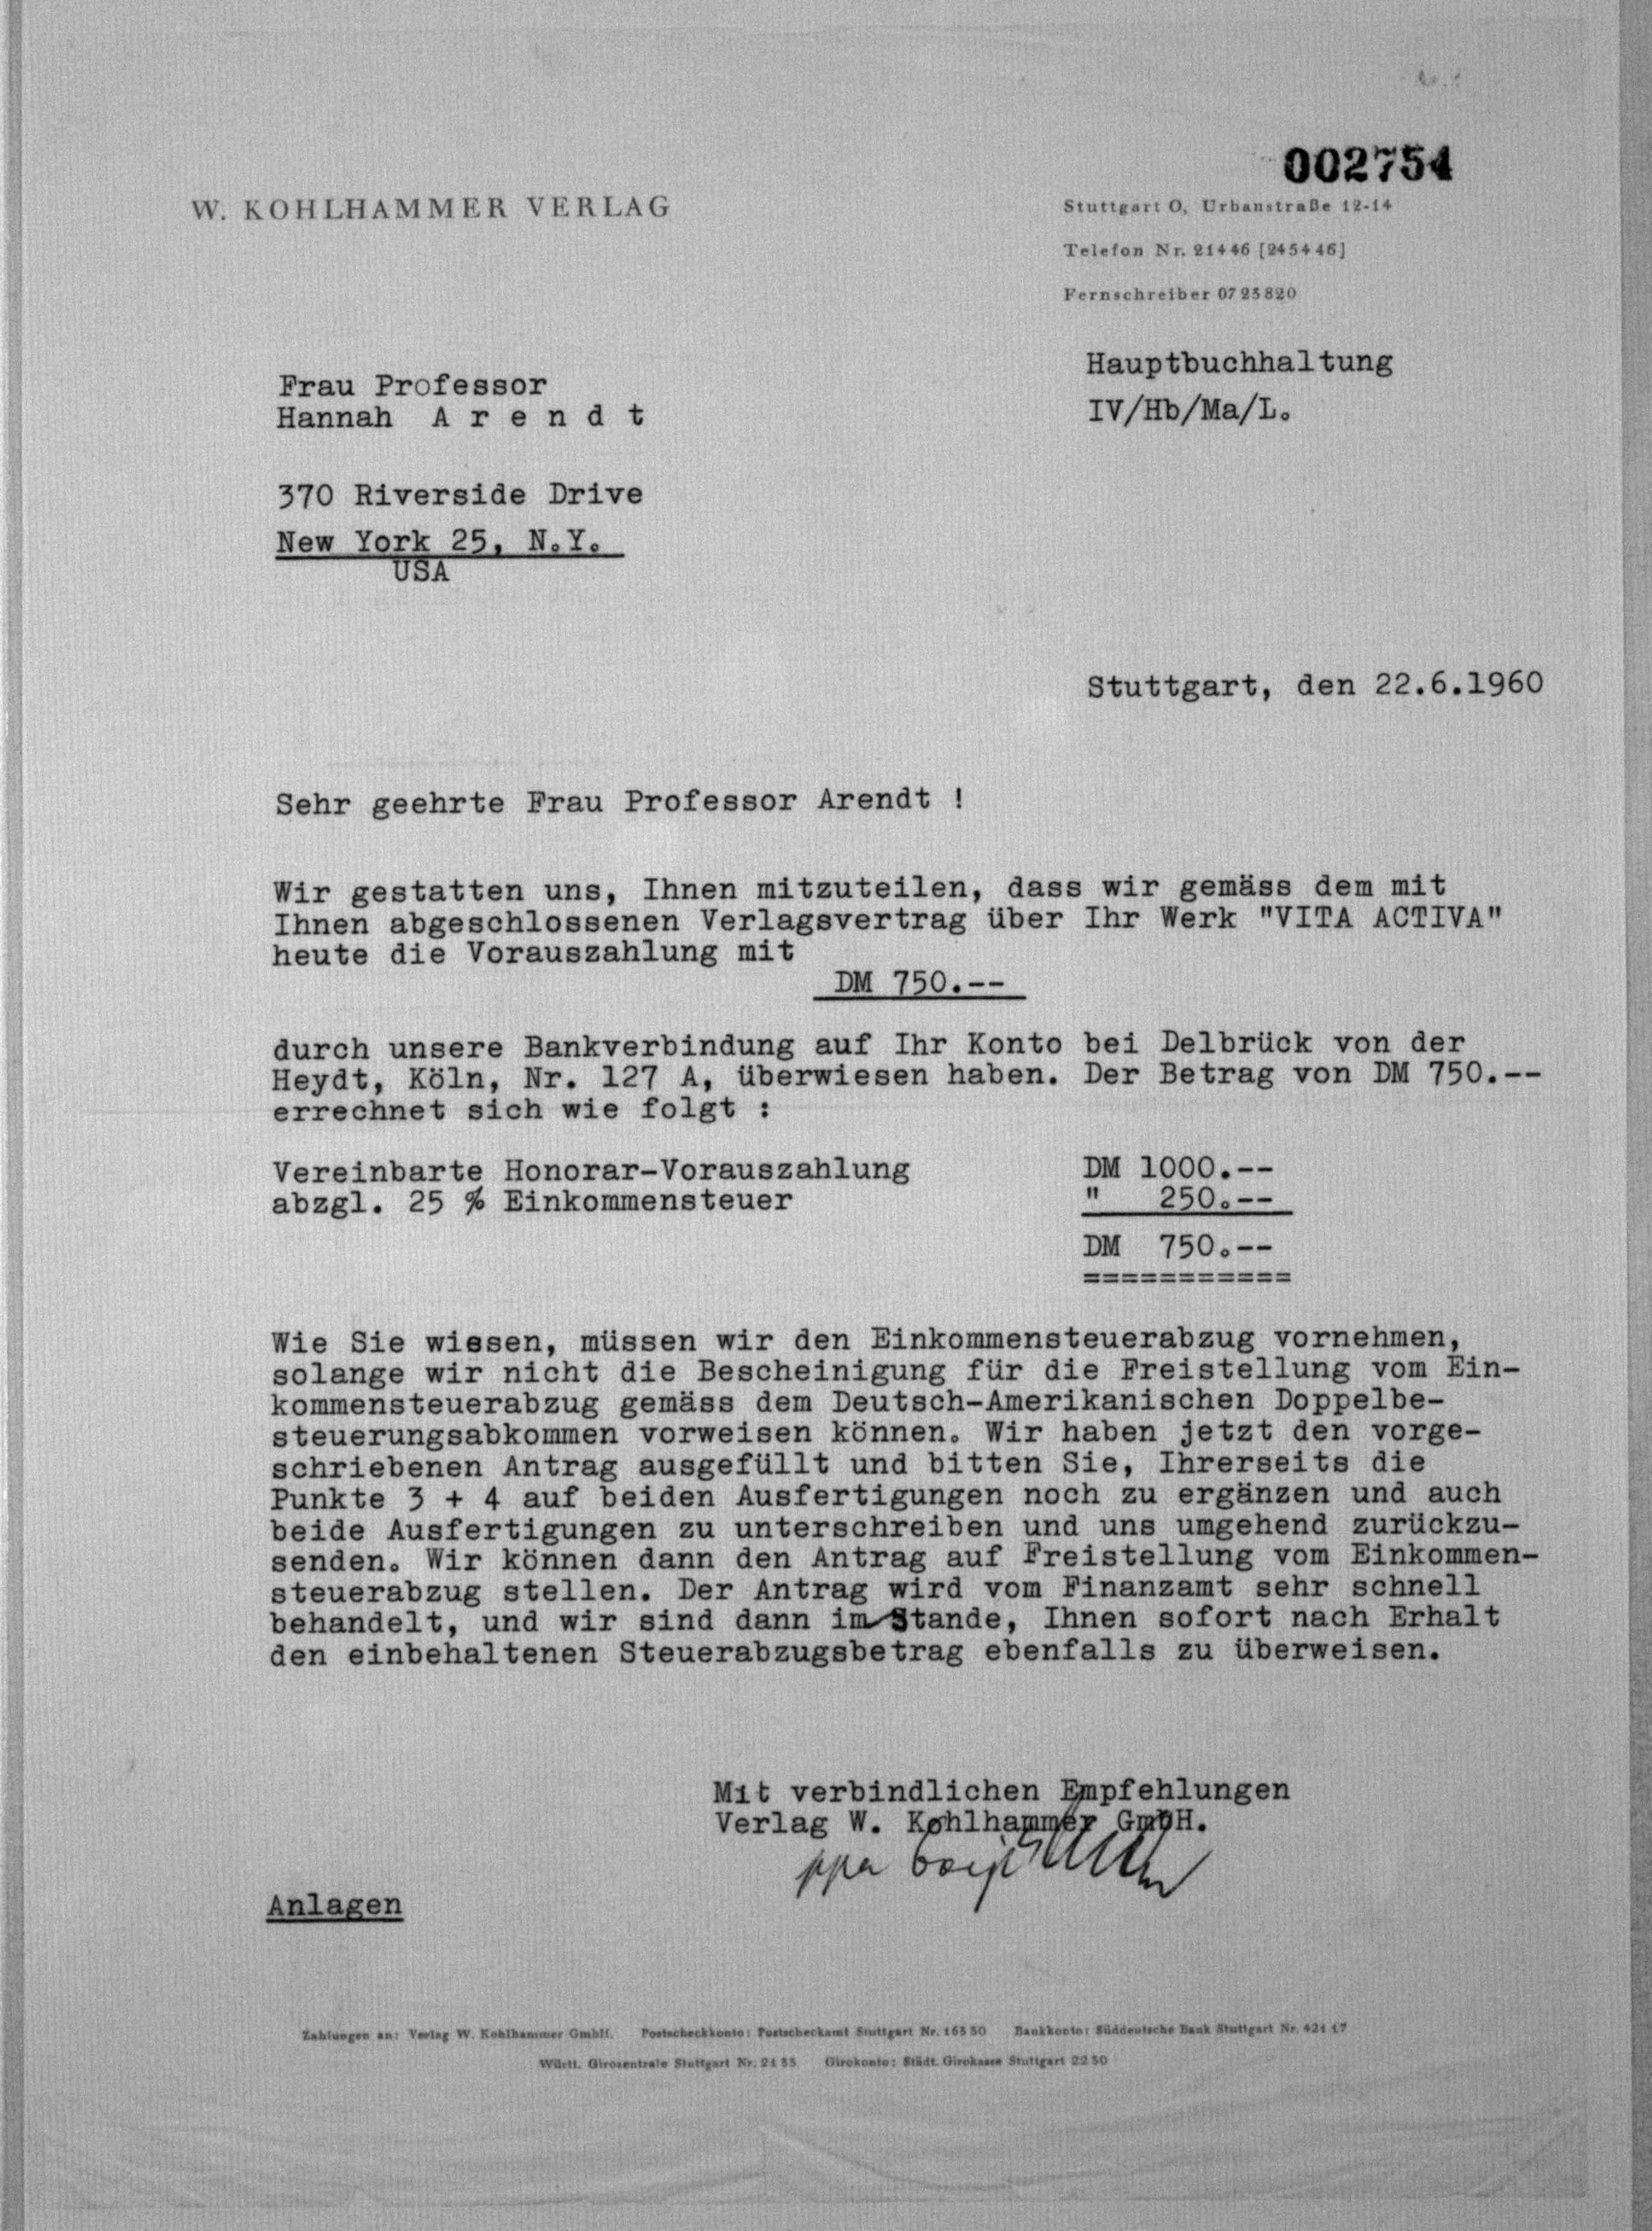 002754
W. KOHLHAMMER VERLAG
Stuttgart O, Urbanstraße 12-14
Telefon Nr. 21446 [245446]
Fernschreiber 0723820
Hauptbuchhaltung
IV/Hb/Ma/L.
Frau Professor
Hannah A r e n d t
370 Riverside Drive
New York 25, N.Y.
USA
Stuttgart, den 22.6.1960
Sehr geehrte Frau Professor Arendt !
Wir gestatten uns, Ihnen mitzuteilen, dass wir gemäss dem mit
Ihnen abgeschlossenen Verlagsvertrag über Ihr Werk "VITA ACTIVA"
heute die Vorauszahlung mit
DM 750.--
durch unsere Bankverbindung auf Ihr Konto bei Delbrück von der
Heydt, Köln, Nr. 127 A, überwiesen haben. Der Betrag von DM 750.--
errechnet sich wie folgt :
Vereinbarte Honorar-Vorauszahlung DM 1000.--
abzgl. 25 % Einkommensteuer " 250.--
DM 750.--
===========
Wie Sie wissen, müssen wir den Einkommensteuerabzug vornehmen,
solange wir nicht die Bescheinigung für die Freistellung vom Ein-
kommensteuerabzug gemäss dem Deutsch-Amerikanischen Doppelbe-
steuerungsabkommen vorweisen können. Wir haben jetzt den vorge-
schriebenen Antrag ausgefüllt und bitten Sie, Ihrerseits die
Punkte 3 + 4 auf beiden Ausfertigungen noch zu ergänzen und auch
beide Ausfertigungen zu unterschreiben und uns umgehend zurückzu-
senden. Wir können dann den Antrag auf Freistellung vom Einkommen-
steuerabzug stellen. Der Antrag wird vom Finanzamt sehr schnell
behandelt, und wir sind dann im Stande, Ihnen sofort nach Erhalt
den einbehaltenen Steuerabzugsbetrag ebenfalls zu überweisen.
Mit verbindlichen Empfehlungen
Verlag W. Kohlhammer GmbH.
ppa
Anlagen
Zahlungen an: Verlag W. Kohlhammer GmbH. Postscheckkonto: Postscheckamt Stuttgart Nr. 16330 Bankkonto: Süddeutsche Bank Stuttgart Nr. 42117
Württ. Girozentrale Stuttgart Nr. 2133 Girokonto: Städt. Girokasse Stuttgart 2230